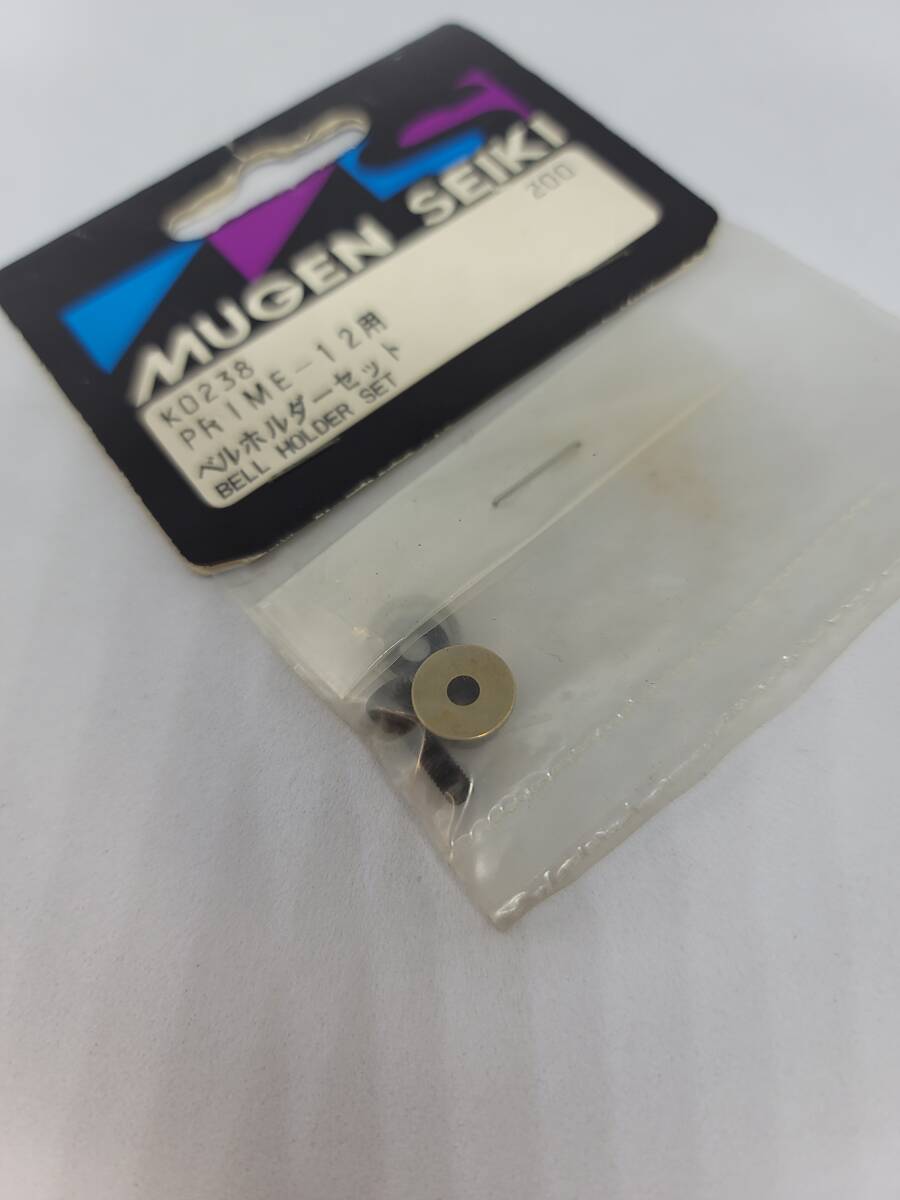 MUGEN SEIKI
200
K0238
PRIME-12用
ベルホルダーセット
BELL HOLDER SET